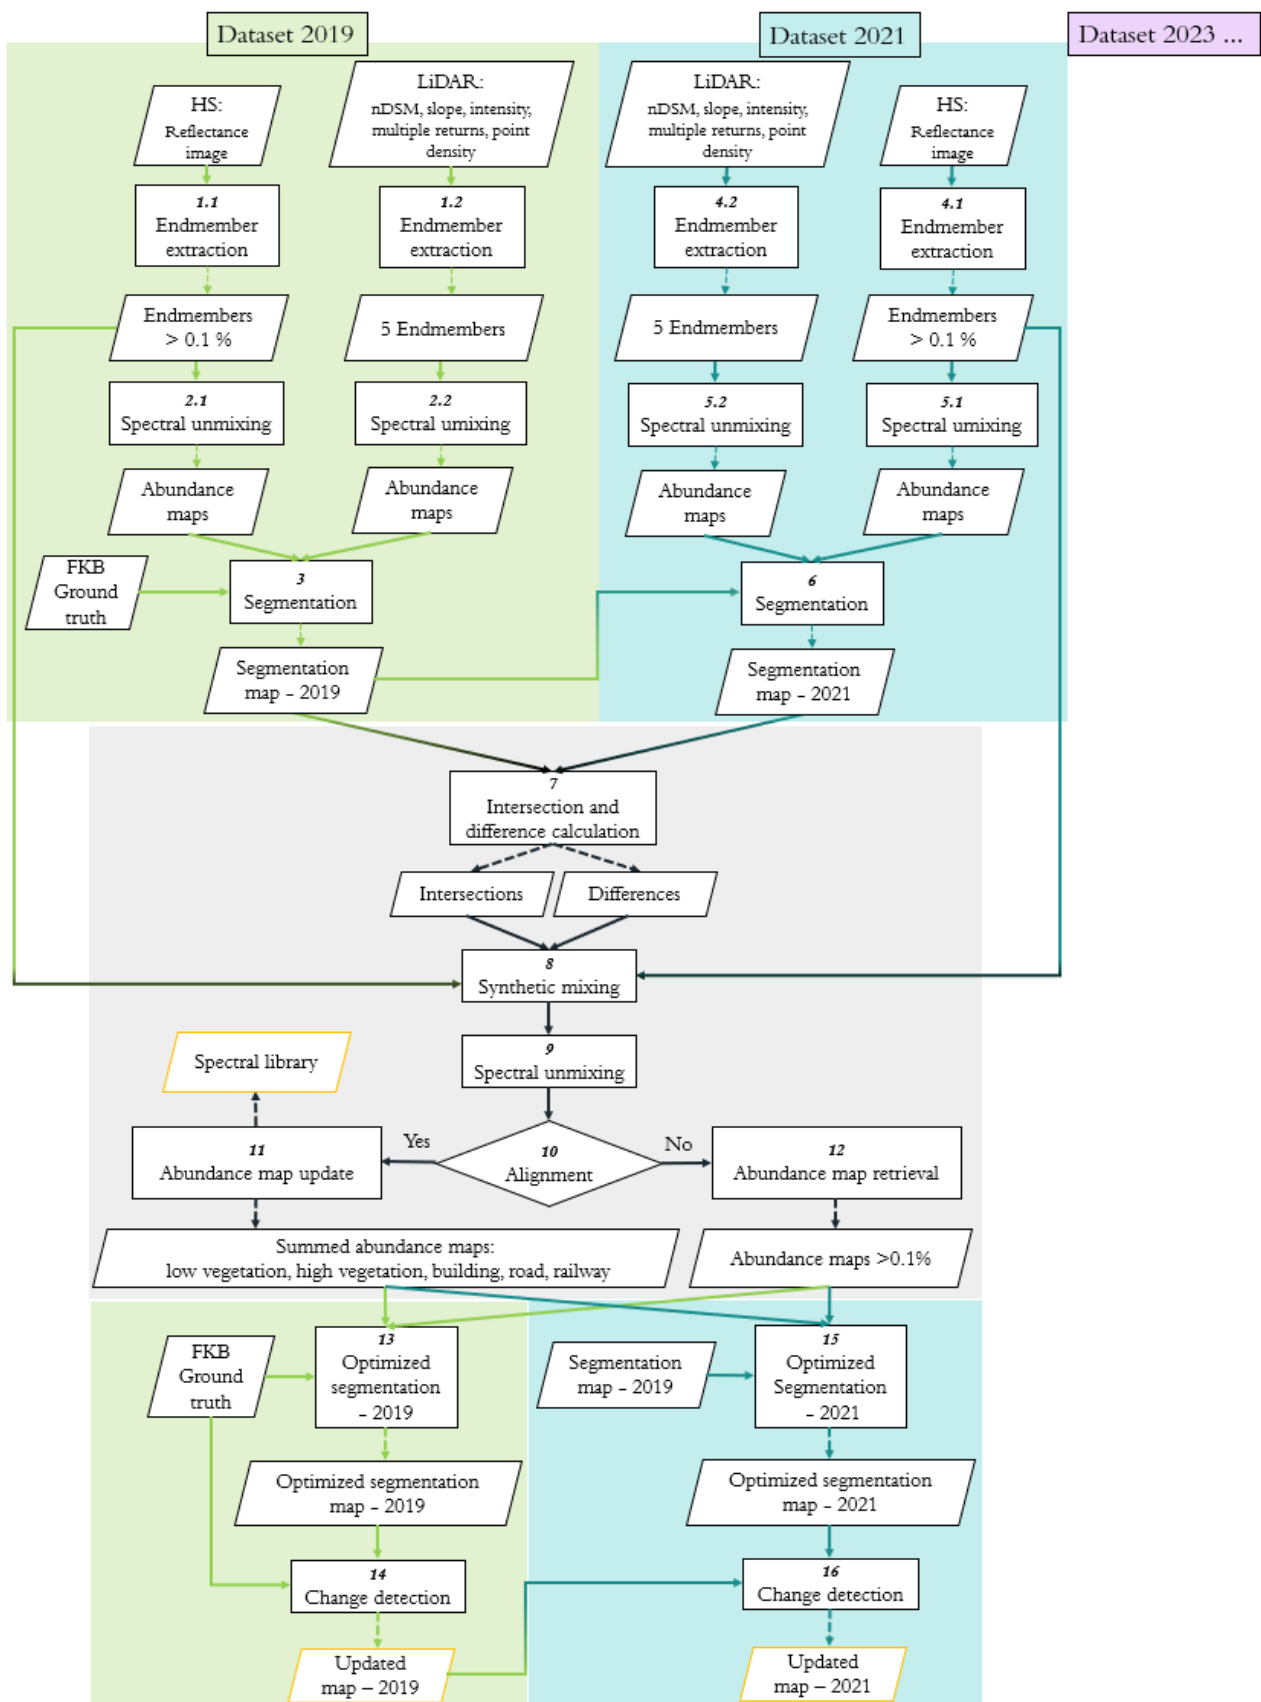 Dataset 2019
Dataset 2021
Dataset 2023 ...
HS:
Reflectance
image
LiDAR:
nDSM, slope, intensity,
multiple returns, point
density
LiDAR:
nDSM, slope, intensity,
multiple returns, point
density
HS:
Reflectance
image
1.1
Endmember
extraction
1.2
Endmember
extraction
4.2
Endmember
extraction
4.1
Endmember
extraction
Endmembers
> 0.1 %
5 Endmembers
5 Endmembers
Endmembers
> 0.1 %
2.1
Spectral unmixing
2.2
Spectral umixing
5.2
Spectral unmixing
5.1
Spectral umixing
Abundance
maps
Abundance
maps
Abundance
maps
Abundance
maps
FKB
Ground
truth
3
Segmentation
6
Segmentation
Segmentation
map - 2019
Segmentation
map - 2021
7
Intersection and
difference calculation
Intersections
Differences
8
Synthetic mixing
9
Spectral unmixing
Spectral library
10
Alignment
Yes
No
11
Abundance map update
12
Abundance map retrieval
Summed abundance maps:
low vegetation, high vegetation, building, road, railway
Abundance maps >0.1%
FKB
Ground
truth
13
Optimized
segmentation
- 2019
Segmentation
map - 2019
15
Optimized
Segmentation
- 2021
Optimized segmentation
map - 2019
Optimized segmentation
map - 2021
14
Change detection
16
Change detection
Updated
map – 2019
Updated
map – 2021